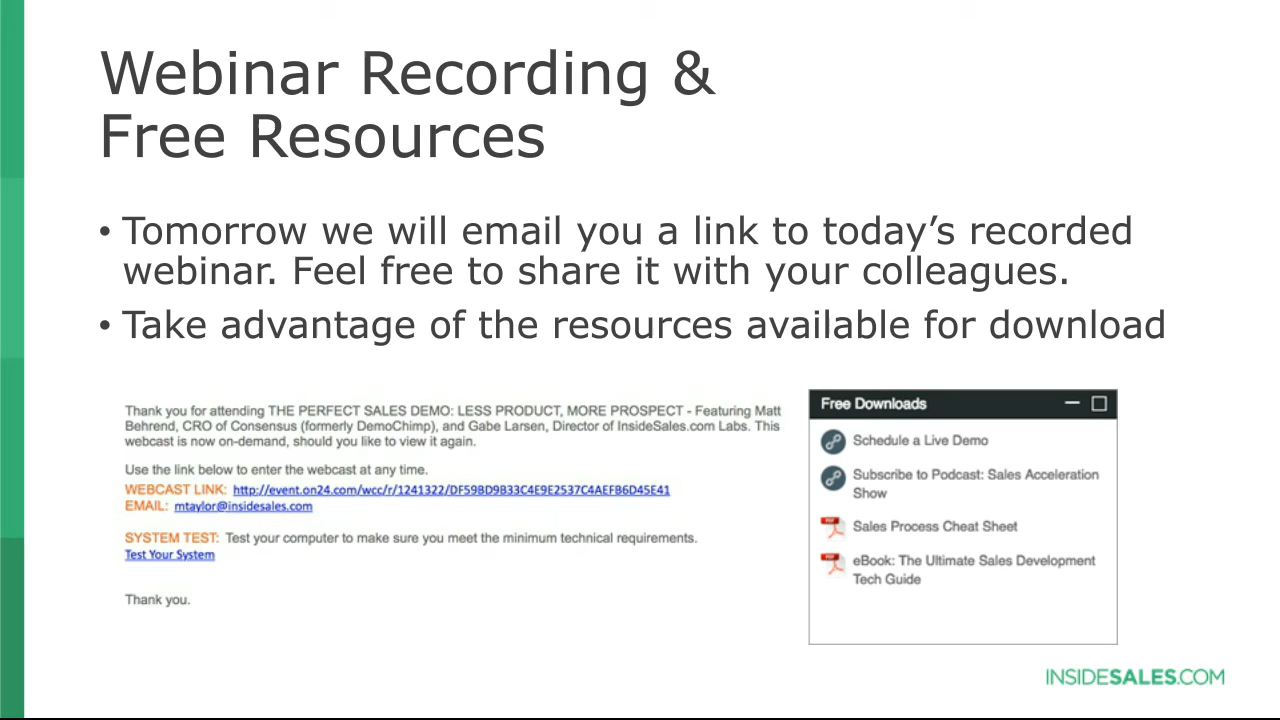 Webinar Recording &
Free Resources
• Tomorrow we will email you a link to today’s recorded
webinar. Feel free to share it with your colleagues.
• Take advantage of the resources available for download
Thank you for attending THE PERFECT SALES DEMO: LESS PRODUCT, MORE PROSPECT - Featuring Matt
Behrend, CRO of Consensus (formerly DemoChimp), and Gabe Larsen, Director of InsideSales.com Labs. This
webcast is now on-demand, should you like to view it again.
Use the link below to enter the webcast at any time.
WEBCAST LINK: http://event.on24.com/wcc/r/1241322/DF59BD9B33C4E9E2537C4AEFB6D45E41
EMAIL: mtaylor@insidesales.com
SYSTEM TEST: Test your computer to make sure you meet the minimum technical requirements.
Test Your System
Thank you.
Free Downloads
Schedule a Live Demo
Subscribe to Podcast: Sales Acceleration
Show
PDF
Sales Process Cheat Sheet
PDF
eBook: The Ultimate Sales Development
Tech Guide
INSIDESALES.COM